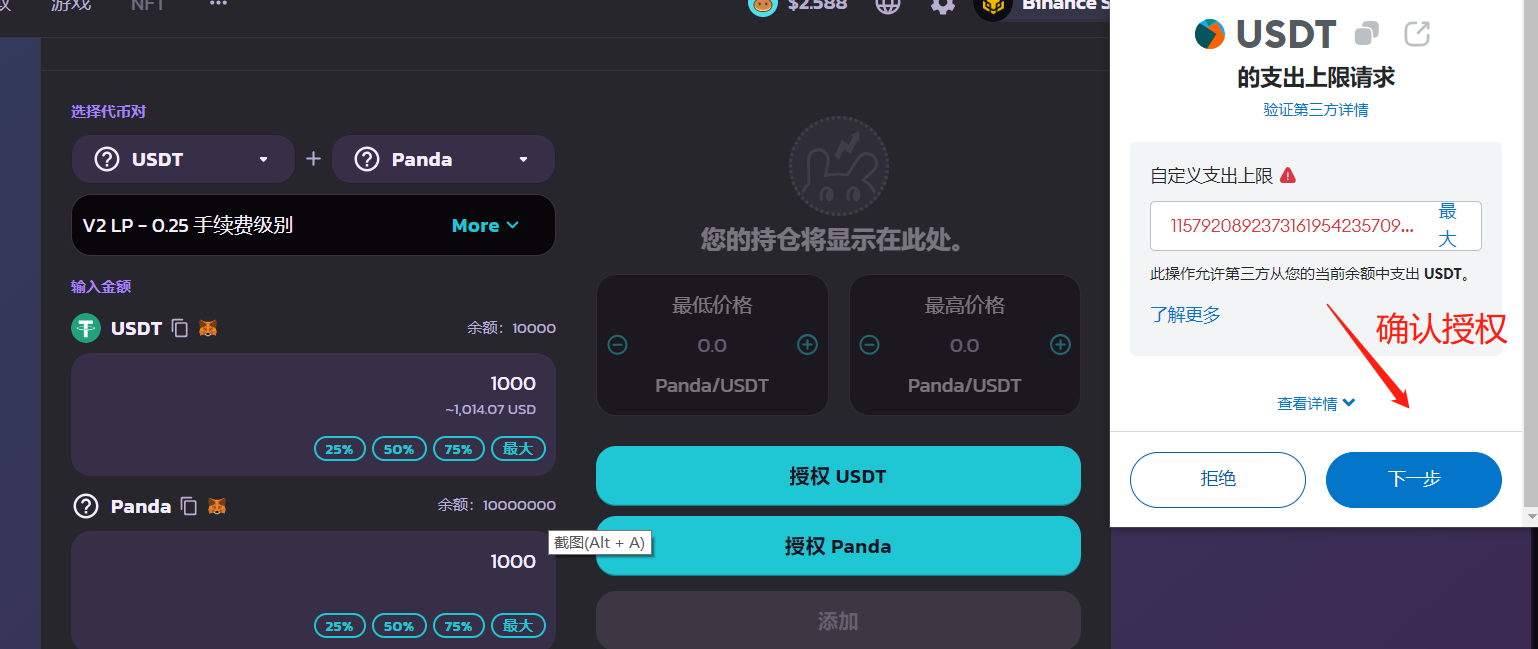 游戏
NFT
$2.588
Binance S
选择代币对
USDT
+
Panda
V2 LP - 0.25 手续费级别
More
输入金额
USDT
余额：10000
1000
~1,014.07 USD
25%
50%
75%
最大
Panda
余额：10000000
1000
25%
50%
75%
最大
截图(Alt + A)
您的持仓将显示在此处。
最低价格
0.0
Panda/USDT
最高价格
0.0
Panda/USDT
授权 USDT
授权 Panda
添加
USDT
的支出上限请求
验证第三方详情
自定义支出上限
115792089237316195423570 9...
最大
此操作允许第三方从您的当前余额中支出 USDT。
了解更多
确认授权
查看详情
拒绝
下一步